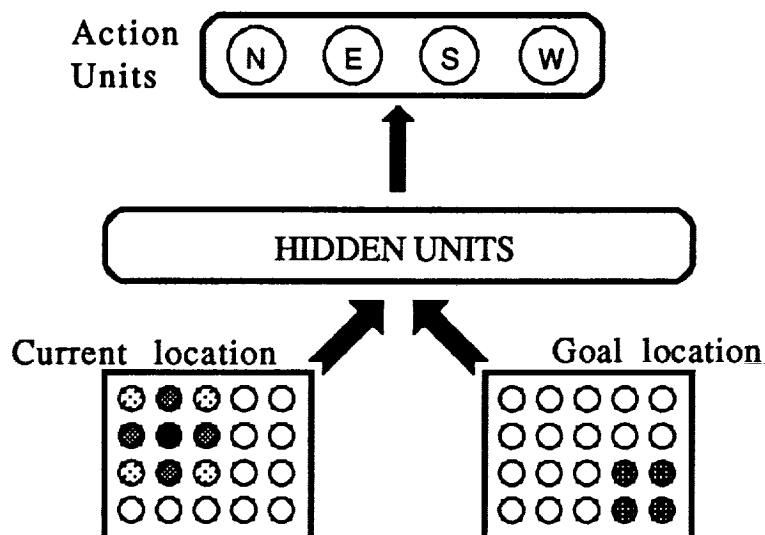 Action
Units
N E S W
HIDDEN UNITS
Current location
Goal location